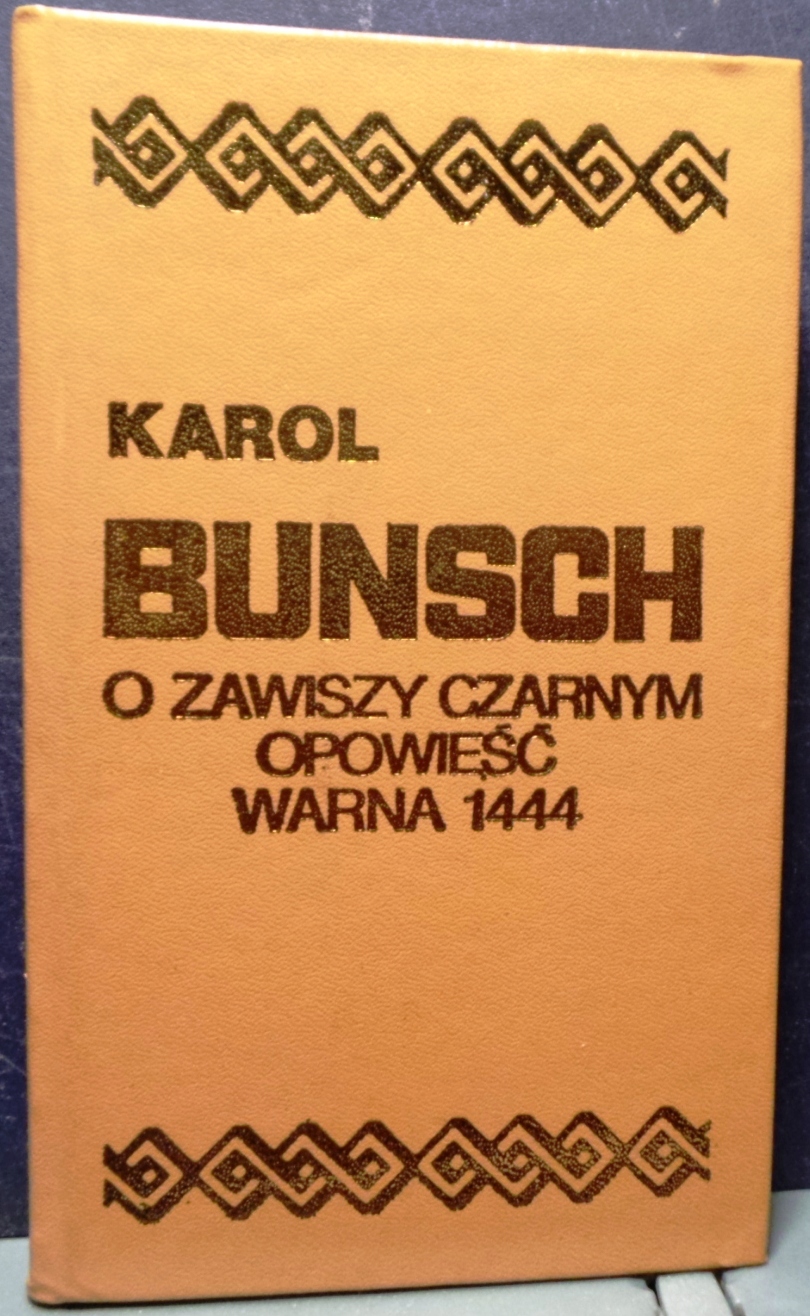 KAROL
BUNSCH
O ZAWISZY CZARNYM
OPOWIEŚĆ
WARNA 1444